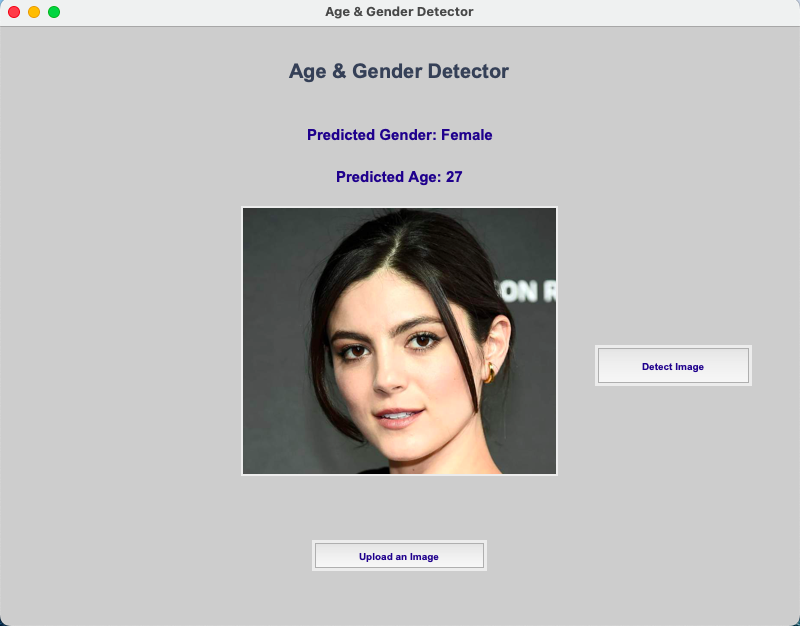 Age & Gender Detector
Age & Gender Detector
Predicted Gender: Female
Predicted Age: 27
ON R
Detect Image
Upload an Image